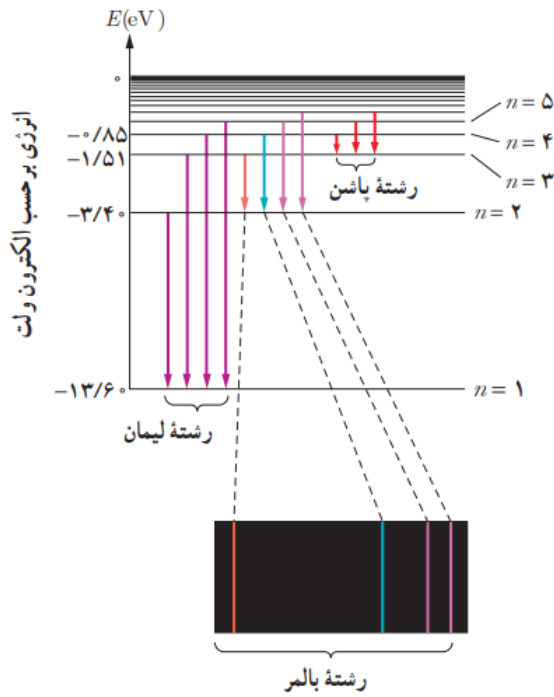 E(eV)
انرژی برحسب الکترون ولت
۰
−۰/۸۵
−۱/۵۱
−۳/۴۰
−۱۳/۶۰
n = ۵
n = ۴
n = ۳
n = ۲
n = ۱
رشتهٔ پاشن
رشتهٔ لیمان
رشتهٔ بالمر